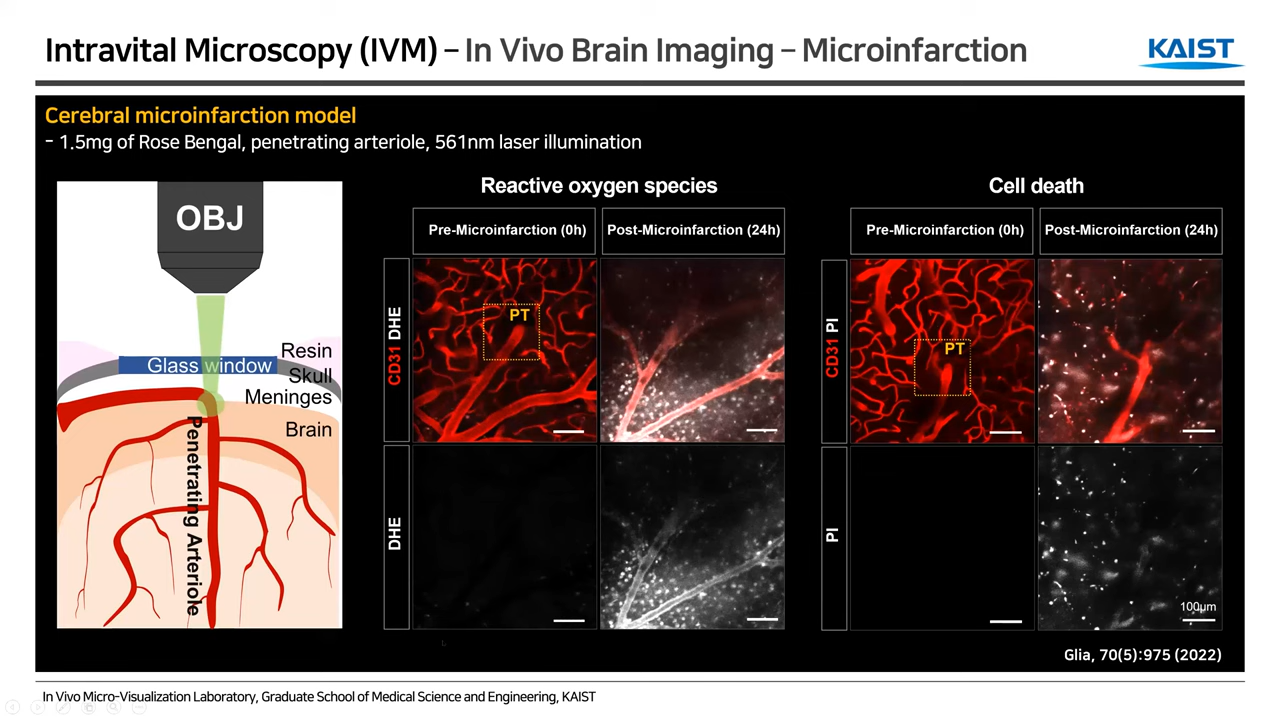 Intravital Microscopy (IVM) – In Vivo Brain Imaging – Microinfarction
KAIST
Cerebral microinfarction model
- 1.5mg of Rose Bengal, penetrating arteriole, 561nm laser illumination
OBJ
Glass window
Resin
Skull
Meninges
Brain
Penetrating Arteriole
Reactive oxygen species
Pre-Microinfarction (0h)
Post-Microinfarction (24h)
CD31 DHE
PT
DHE
Cell death
Pre-Microinfarction (0h)
Post-Microinfarction (24h)
CD31 PI
PT
PI
100µm
Glia, 70(5):975 (2022)
In Vivo Micro-Visualization Laboratory, Graduate School of Medical Science and Engineering, KAIST